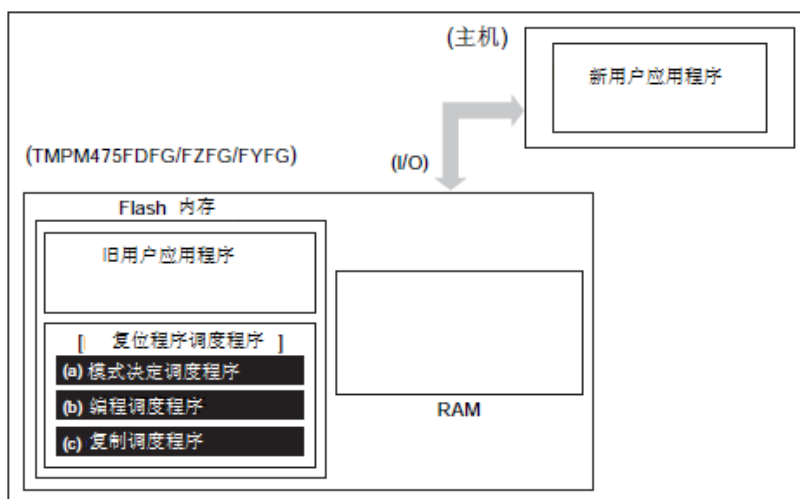 (主机)
新用户应用程序
(TMPM475FDFG/FZFG/FYFG)
(I/O)
Flash 内存
旧用户应用程序
[ 复位程序调度程序 ]
(a) 模式决定调度程序
(b) 编程调度程序
(c) 复制调度程序
RAM